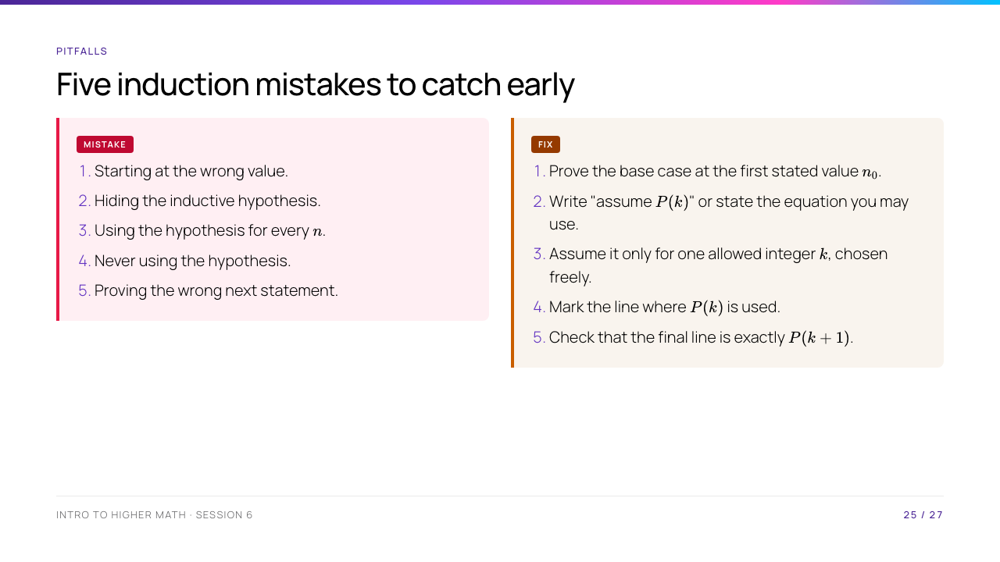 PITFALLS
Five induction mistakes to catch early
MISTAKE
1. Starting at the wrong value.
2. Hiding the inductive hypothesis.
3. Using the hypothesis for every n.
4. Never using the hypothesis.
5. Proving the wrong next statement.
FIX
1. Prove the base case at the first stated value n₀.
2. Write "assume P(k)" or state the equation you may
use.
3. Assume it only for one allowed integer k, chosen
freely.
4. Mark the line where P(k) is used.
5. Check that the final line is exactly P(k + 1).
INTRO TO HIGHER MATH · SESSION 6
25 / 27